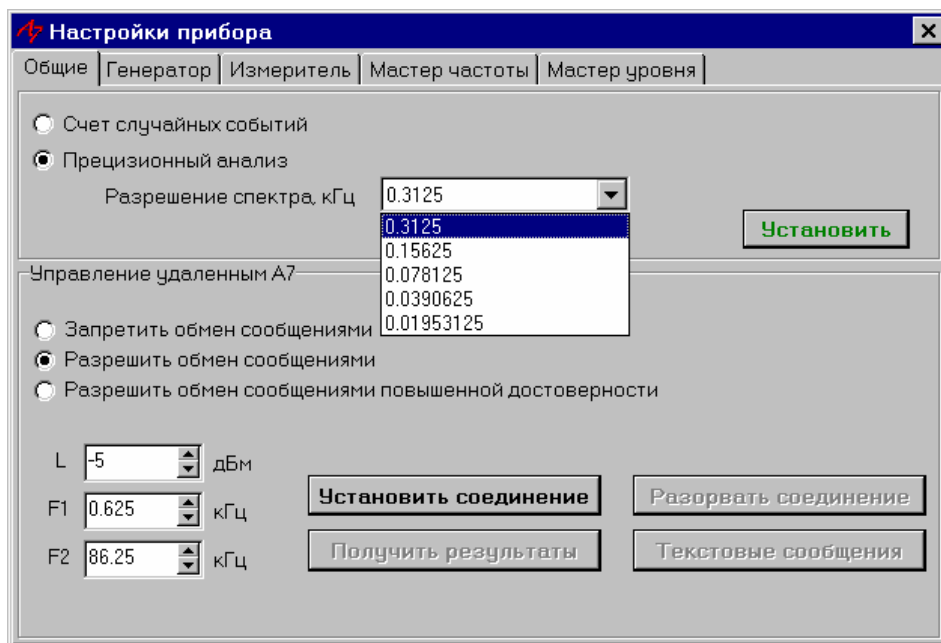 Настройки прибора
Общие Генератор Измеритель Мастер частоты Мастер уровня
Счет случайных событий
Прецизионный анализ
Разрешение спектра, кГц 0.3125
0.3125
0.15625
0.078125
0.0390625
0.01953125
Установить
Управление удаленным А7
Запретить обмен сообщениями
Разрешить обмен сообщениями
Разрешить обмен сообщениями повышенной достоверности
L -5 дБм
F1 0.625 кГц
F2 86.25 кГц
Установить соединение Разорвать соединение
Получить результаты Текстовые сообщения